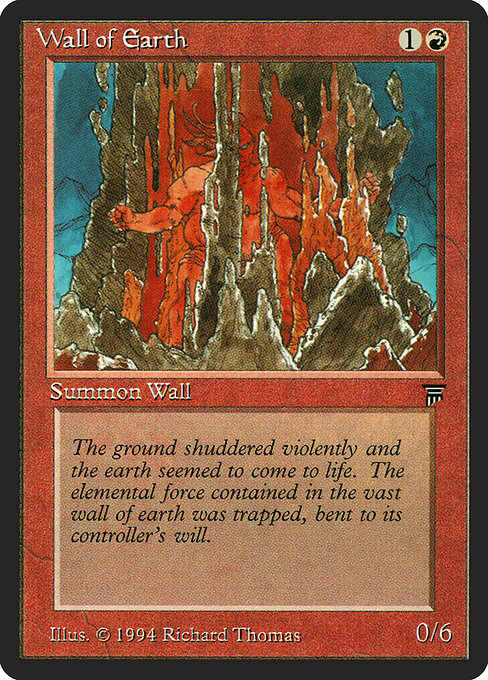 Wall of Earth 1
Summon Wall
The ground shuddered violently and
the earth seemed to come to life. The
elemental force contained in the vast
wall of earth was trapped, bent to its
controller's will.
Illus. © 1994 Richard Thomas 0/6